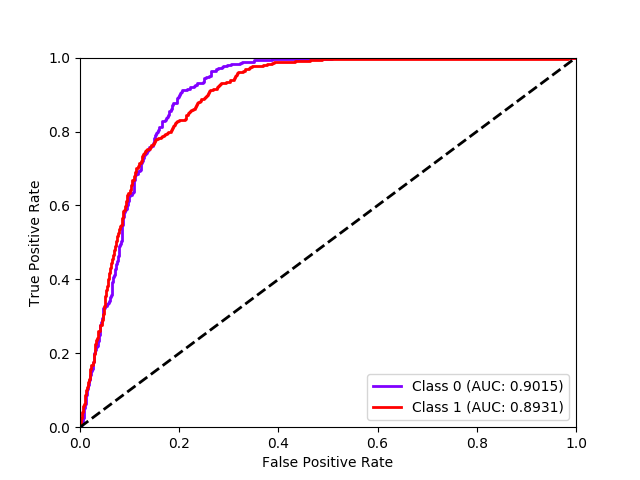 1.0
0.8
0.6
0.4
0.2
0.0
0.0 0.2 0.4 0.6 0.8 1.0
True Positive Rate
False Positive Rate
Class 0 (AUC: 0.9015)
Class 1 (AUC: 0.8931)